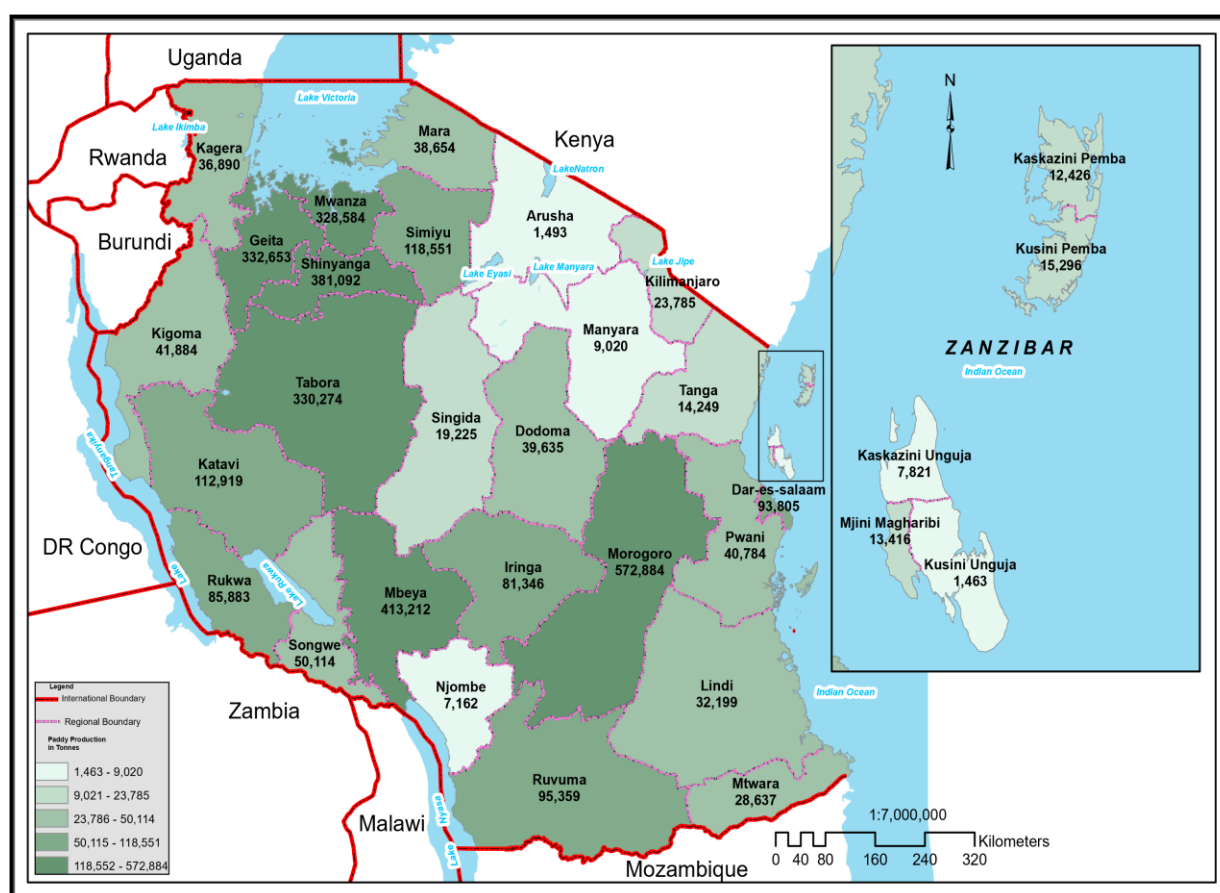 Uganda
Lake Victoria
Lake Ikimba
Kagera
36,890
Mara
38,654
Kenya
Rwanda
LakeNatron
Mwanza
328,584
Arusha
1,493
Burundi
Geita
332,653
Simiyu
118,551
Shinyanga
381,092
Lake Eyasi
Lake Manyara
Lake Jipe
Kilimanjaro
23,785
Kigoma
41,884
Manyara
9,020
Tabora
330,274
Singida
19,225
Dodoma
39,635
Tanga
14,249
Katavi
112,919
Lake Tanganyika
Dar-es-salaam
93,805
Pwani
40,784
DR Congo
Rukwa
85,883
Lake Rukwa
Mbeya
413,212
Iringa
81,346
Morogoro
572,884
Songwe
50,114
Njombe
7,162
Lindi
32,199
Indian Ocean
Zambia
Ruvuma
95,359
Mtwara
28,637
Malawi
Lake Nyasa
Mozambique
N
Kaskazini Pemba
12,426
Kusini Pemba
15,296
ZANZIBAR
Indian Ocean
Kaskazini Unguja
7,821
Mjini Magharibi
13,416
Kusini Unguja
1,463
Legend
International Boundary
Regional Boundary
Paddy Production
in Tonnes
1,463 - 9,020
9,021 - 23,785
23,786 - 50,114
50,115 - 118,551
118,552 - 572,884
1:7,000,000
Kilometers
0 40 80 160 240 320